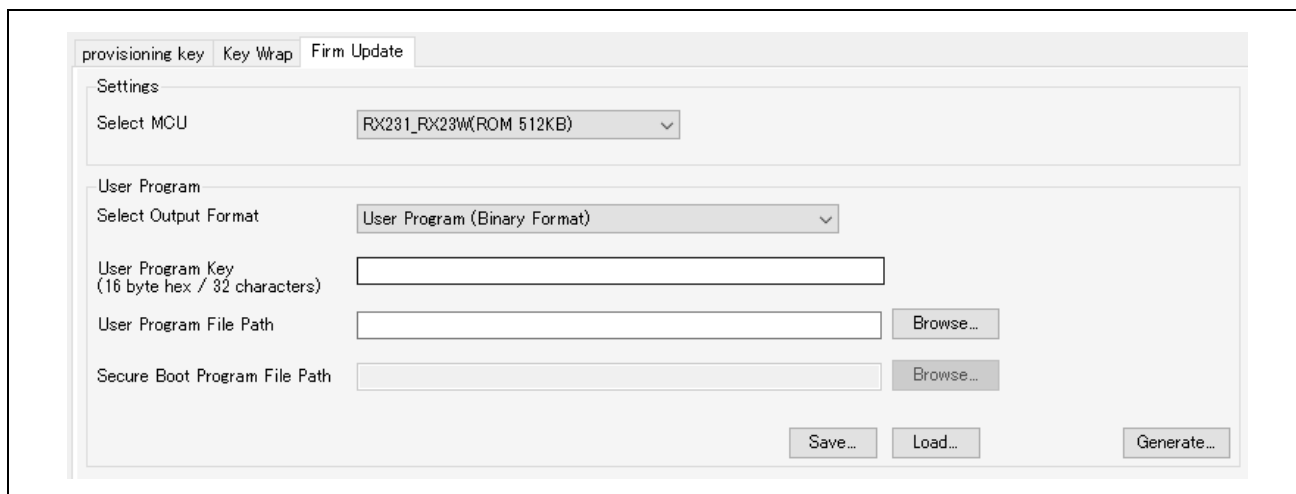 provisioning key Key Wrap Firm Update
Settings
Select MCU RX231_RX23W(ROM 512KB)
User Program
Select Output Format User Program (Binary Format)
User Program Key
(16 byte hex / 32 characters)
User Program File Path Browse...
Secure Boot Program File Path Browse...
Save... Load... Generate...